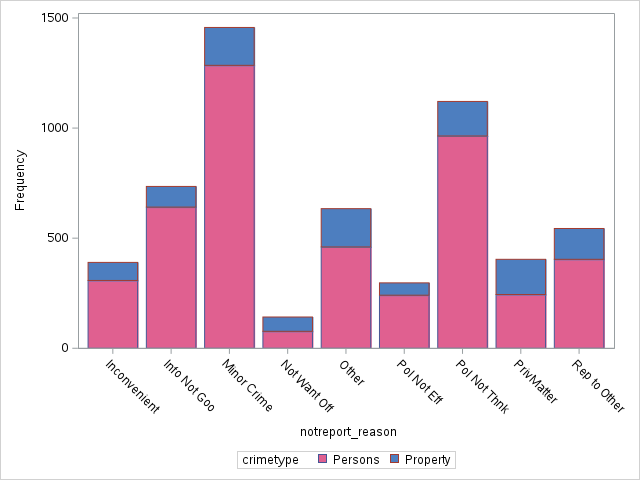 1500
1000
500
0
Frequency
Inconvenient
Info Not Goo
Minor Crime
Not Want Off
Other
Pol Not Eff
Pol Not Thnk
PrivMatter
Rep to Other
notreport_reason
crimetype Persons Property